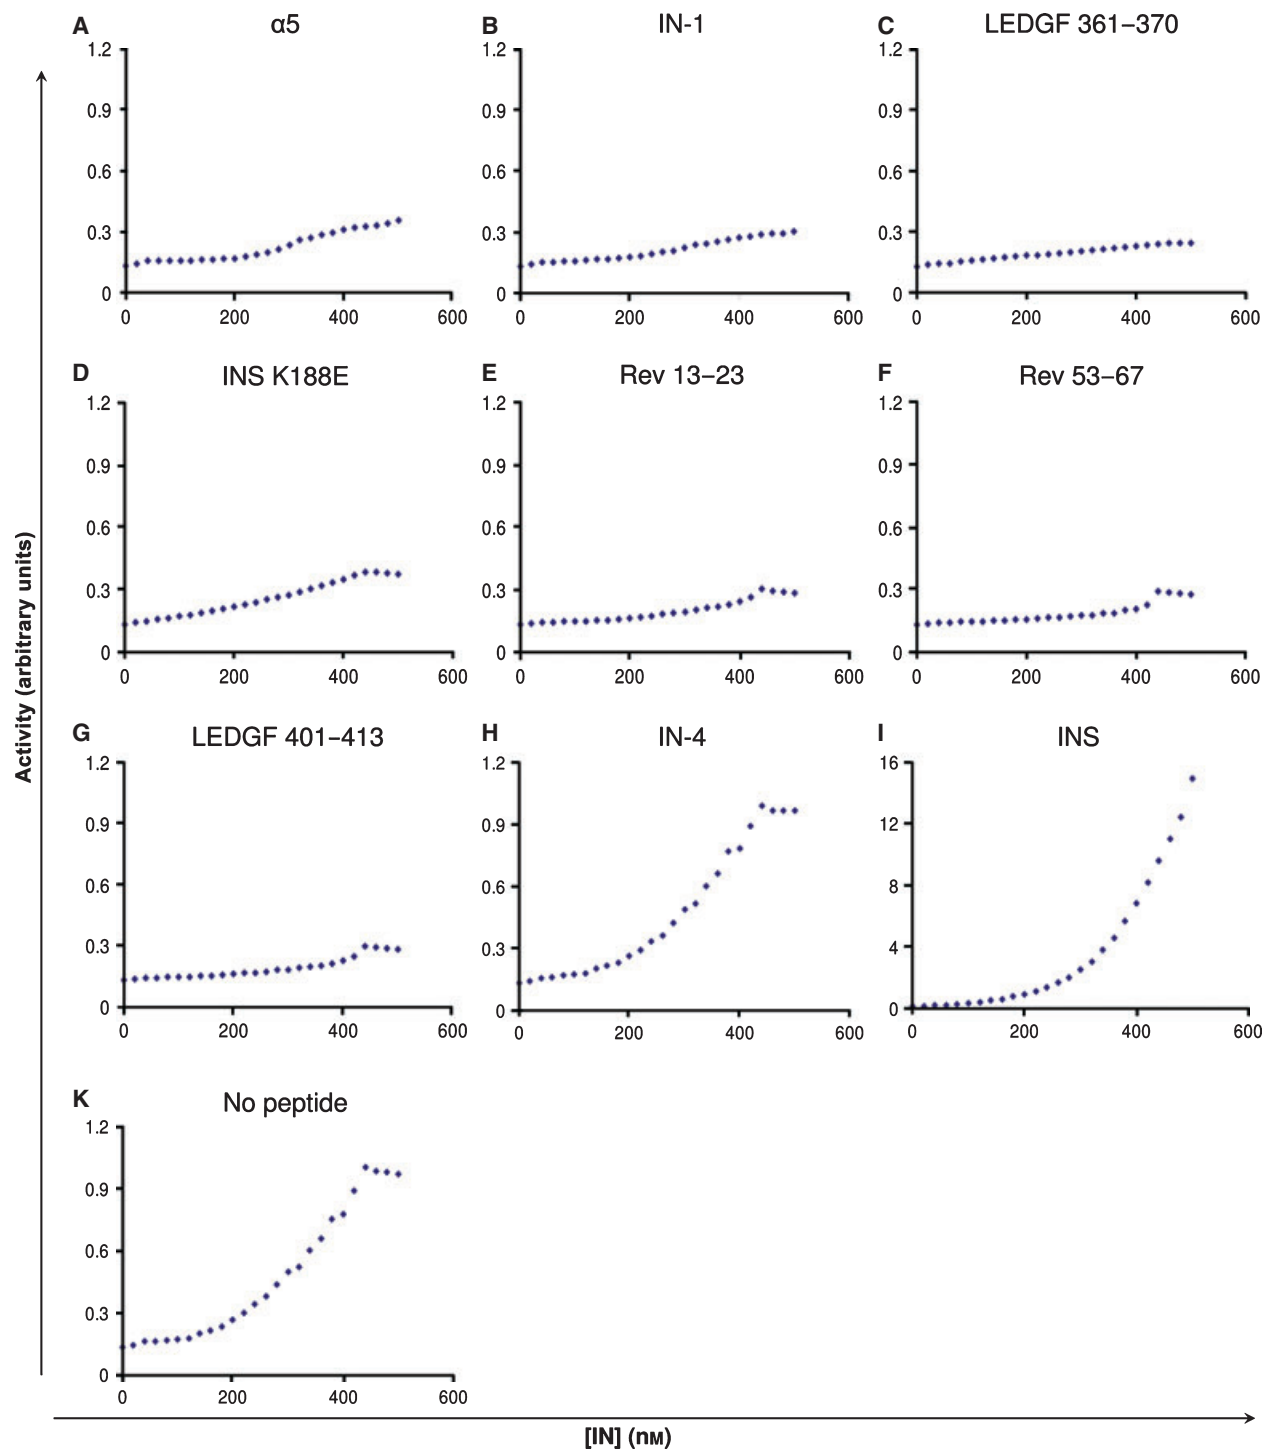 A α5
1.2
0.9
0.6
0.3
0
0 200 400 600
B IN-1
1.2
0.9
0.6
0.3
0
0 200 400 600
C LEDGF 361–370
1.2
0.9
0.6
0.3
0
0 200 400 600
D INS K188E
1.2
0.9
0.6
0.3
0
0 200 400 600
E Rev 13–23
1.2
0.9
0.6
0.3
0
0 200 400 600
F Rev 53–67
1.2
0.9
0.6
0.3
0
0 200 400 600
G LEDGF 401–413
1.2
0.9
0.6
0.3
0
0 200 400 600
H IN-4
1.2
0.9
0.6
0.3
0
0 200 400 600
I INS
16
12
8
4
0
0 200 400 600
K No peptide
1.2
0.9
0.6
0.3
0
0 200 400 600
Activity (arbitrary units)
[IN] (nM)